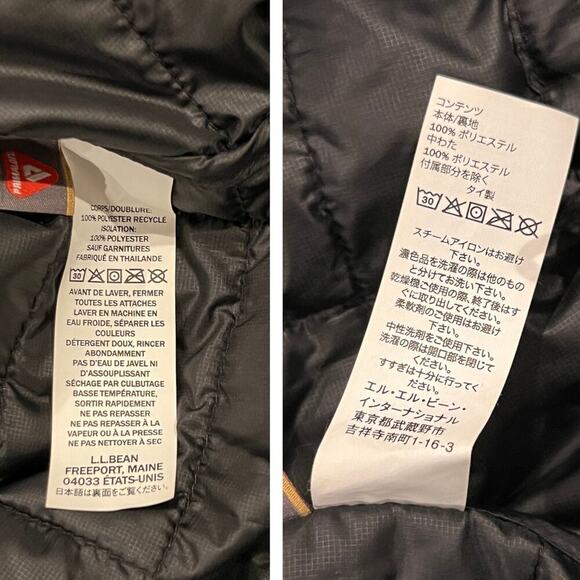 PRIMALOFT
CORPS/DOUBLURE:
100% POLYESTER RECYCLÉ
ISOLATION:
100% POLYESTER
SAUF GARNITURES
FABRIQUÉ EN THAILANDE
30
AVANT DE LAVER, FERMER
TOUTES LES ATTACHES
LAVER EN MACHINE EN
EAU FROIDE, SÉPARER LES
COULEURS
DÉTERGENT DOUX, RINCER
ABONDAMMENT
PAS D'EAU DE JAVEL NI
D'ASSOUPLISSANT
SÉCHAGE PAR CULBUTAGE
BASSE TEMPÉRATURE,
SORTIR RAPIDEMENT
NE PAS REPASSER
NE PAS REPASSER À LA
VAPEUR OU À LA PRESSE
NE PAS NETTOYER À SEC
L.L.BEAN
FREEPORT, MAINE
04033 ÉTATS-UNIS
日本語は裏面をご覧ください。
コンテンツ
本体/裏地
100% ポリエステル
中わた
100% ポリエステル
付属部分を除く
タイ製
30
スチームアイロンはお避け
下さい。
濃色品を洗濯の際は他のもの
と分けてお洗い下さい。
乾燥機ご使用の際、終了後はす
ぐに取り出してください。
柔軟剤のご使用はお避け
下さい。
中性洗剤をご使用下さい。
洗濯の際は開口部を閉じて
ください。
すすぎは十分に行ってく
ださい。
エル・エル・ビーン・
インターナショナル
東京都武蔵野市
吉祥寺南町1-16-3